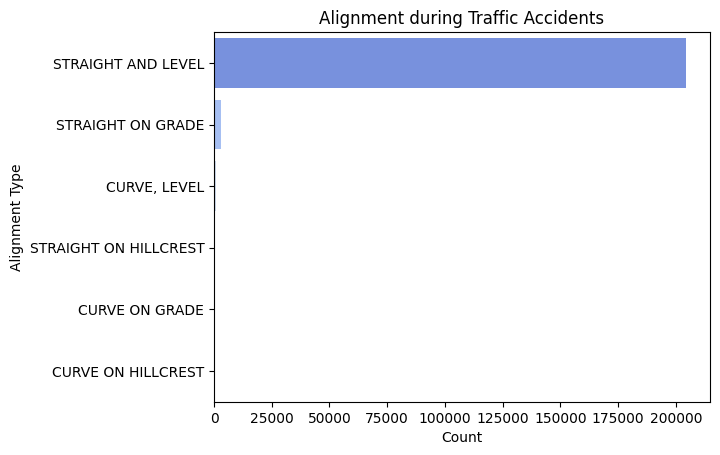 Alignment during Traffic Accidents
STRAIGHT AND LEVEL
STRAIGHT ON GRADE
CURVE, LEVEL
STRAIGHT ON HILLCREST
CURVE ON GRADE
CURVE ON HILLCREST
Alignment Type
0 25000 50000 75000 100000 125000 150000 175000 200000
Count